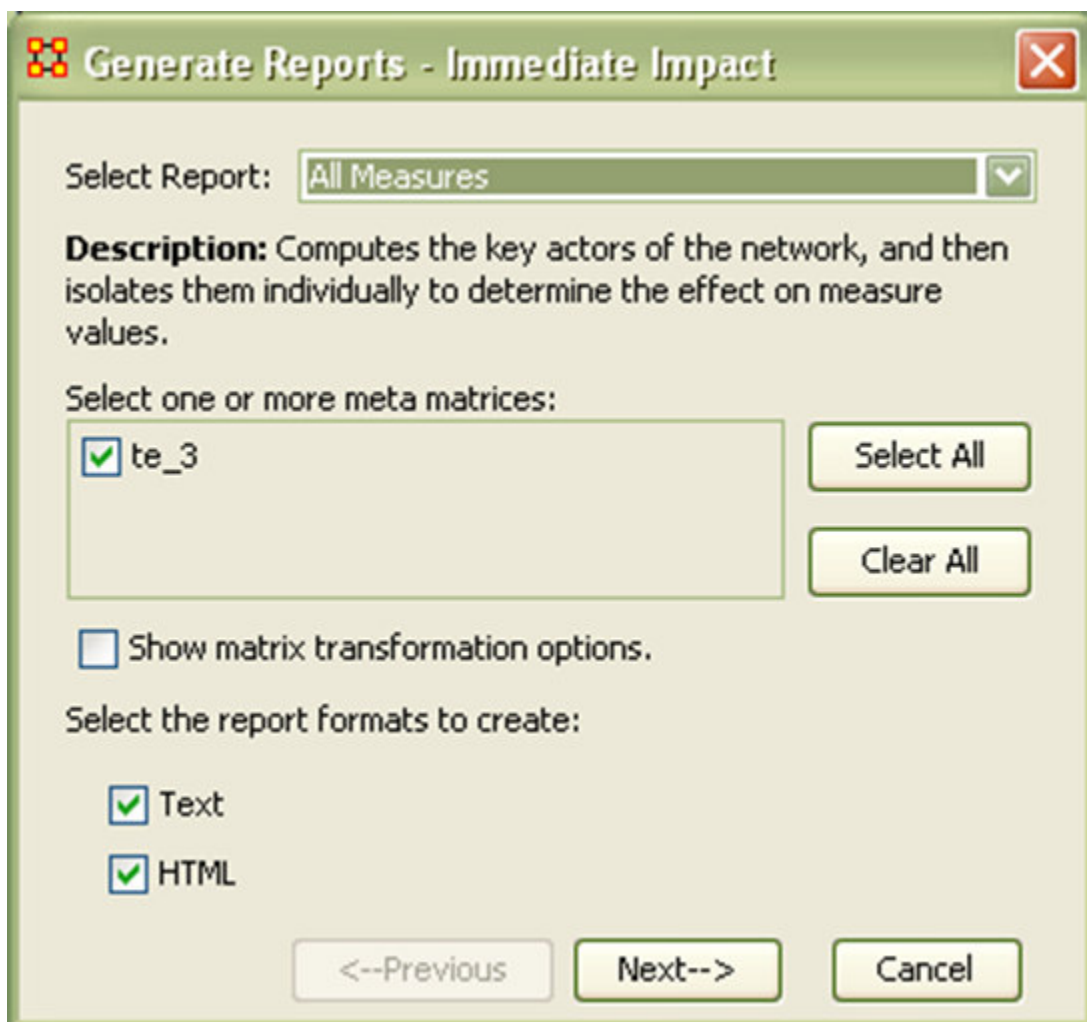 Generate Reports - Immediate Impact
Select Report: All Measures
Description: Computes the key actors of the network, and then
isolates them individually to determine the effect on measure
values.
Select one or more meta matrices:
te_3
Select All
Clear All
Show matrix transformation options.
Select the report formats to create:
Text
HTML
<--Previous Next--> Cancel